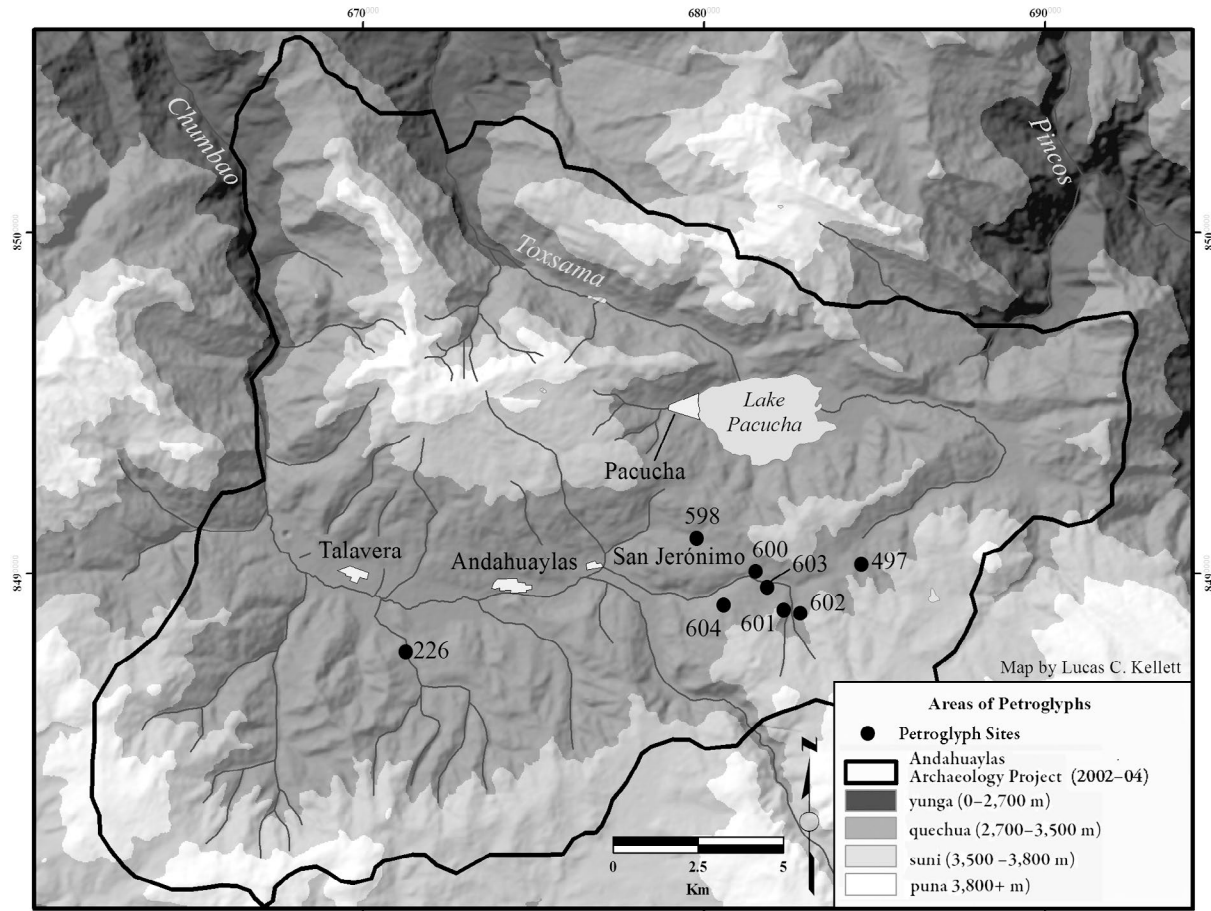 670000
680000
690000
Chumbao
Pincos
850
850
Toxsama
Lake
Pacucha
Pacucha
598
Talavera
Andahuaylas
San Jerónimo
600
603
497
849
849
604
601
602
226
Map by Lucas C. Kellett
Areas of Petroglyphs
Petroglyph Sites
Andahuaylas
Archaeology Project (2002–04)
yunga (0–2,700 m)
quechua (2,700–3,500 m)
suni (3,500 –3,800 m)
puna 3,800+ m)
N
0
2.5
5
Km